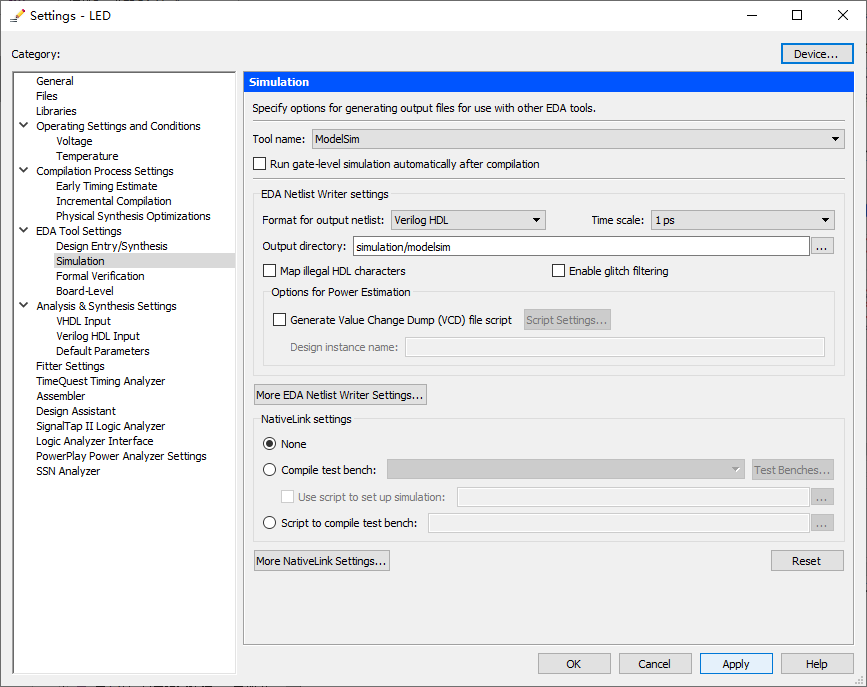 Settings - LED
Category:
Device...
General
Files
Libraries
Operating Settings and Conditions
Voltage
Temperature
Compilation Process Settings
Early Timing Estimate
Incremental Compilation
Physical Synthesis Optimizations
EDA Tool Settings
Design Entry/Synthesis
Simulation
Formal Verification
Board-Level
Analysis & Synthesis Settings
VHDL Input
Verilog HDL Input
Default Parameters
Fitter Settings
TimeQuest Timing Analyzer
Assembler
Design Assistant
SignalTap II Logic Analyzer
Logic Analyzer Interface
PowerPlay Power Analyzer Settings
SSN Analyzer
Simulation
Specify options for generating output files for use with other EDA tools.
Tool name: ModelSim
Run gate-level simulation automatically after compilation
EDA Netlist Writer settings
Format for output netlist: Verilog HDL Time scale: 1 ps
Output directory: simulation/modelsim ...
Map illegal HDL characters Enable glitch filtering
Options for Power Estimation
Generate Value Change Dump (VCD) file script Script Settings...
Design instance name:
More EDA Netlist Writer Settings...
NativeLink settings
None
Compile test bench: Test Benches...
Use script to set up simulation: ...
Script to compile test bench: ...
More NativeLink Settings... Reset
OK Cancel Apply Help